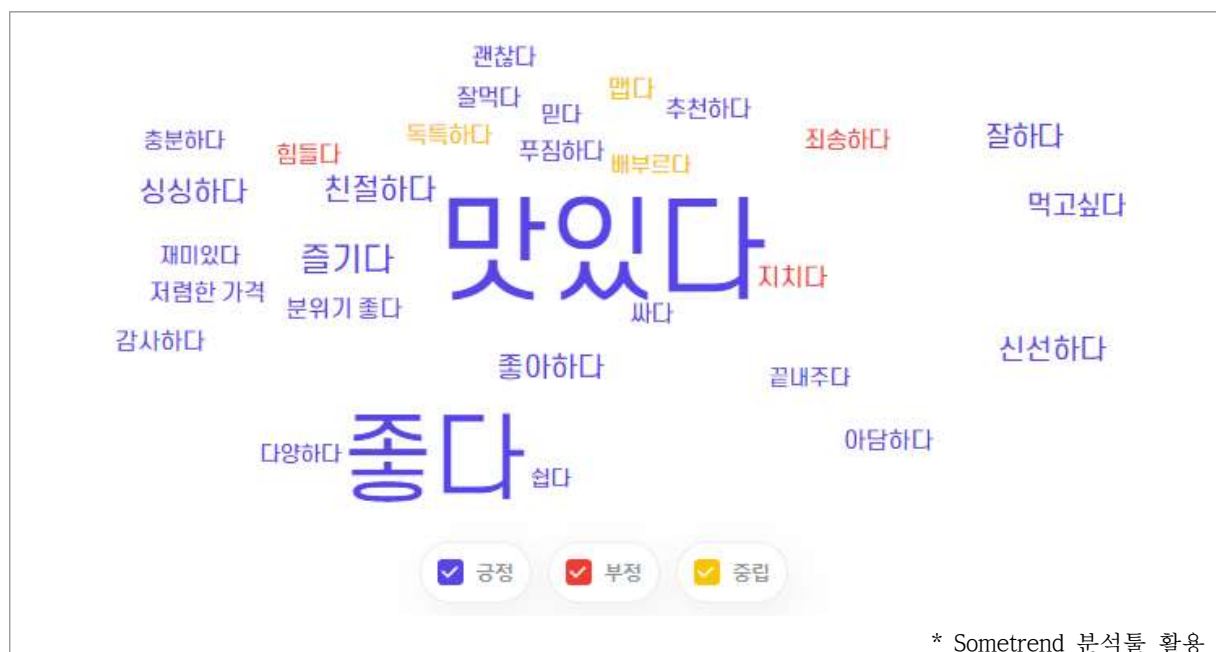 괜찮다
잘먹다 믿다 맵다 추천하다
충분하다 힘들다 독특하다 푸짐하다 배부르다 죄송하다 잘하다
싱싱하다 친절하다 맛있다 먹고싶다
재미있다 즐기다 지치다
저렴한 가격 분위기 좋다 싸다
감사하다 좋아하다 끝내주다 신선하다
다양하다 좋다 쉽다 아담하다
긍정 부정 중립
* Sometrend 분석툴 활용